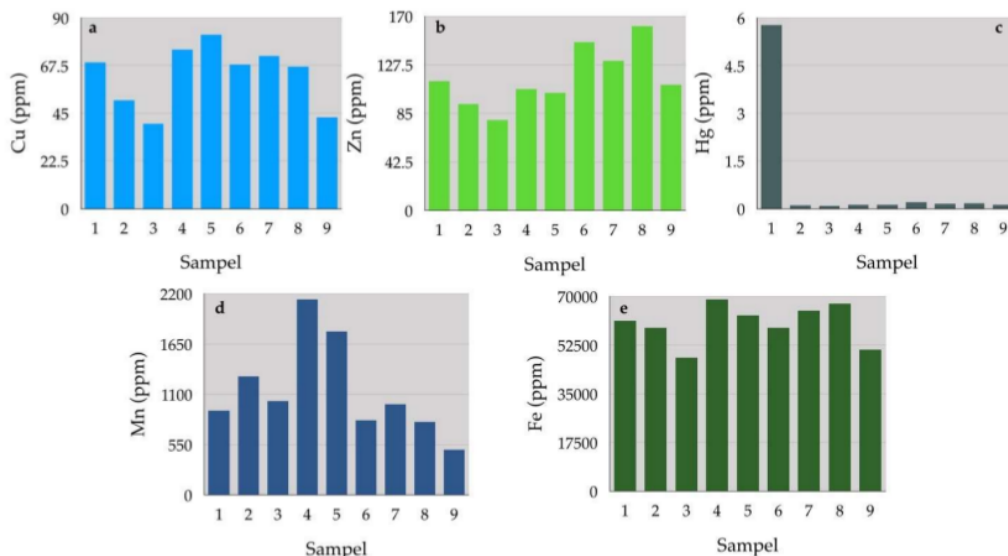 a
Cu (ppm)
90
67.5
45
22.5
0
1 2 3 4 5 6 7 8 9
Sampel
b
Zn (ppm)
170
127.5
85
42.5
0
1 2 3 4 5 6 7 8 9
Sampel
c
Hg (ppm)
6
4.5
3
1.5
0
1 2 3 4 5 6 7 8 9
Sampel
d
Mn (ppm)
2200
1650
1100
550
0
1 2 3 4 5 6 7 8 9
Sampel
e
Fe (ppm)
70000
52500
35000
17500
0
1 2 3 4 5 6 7 8 9
Sampel